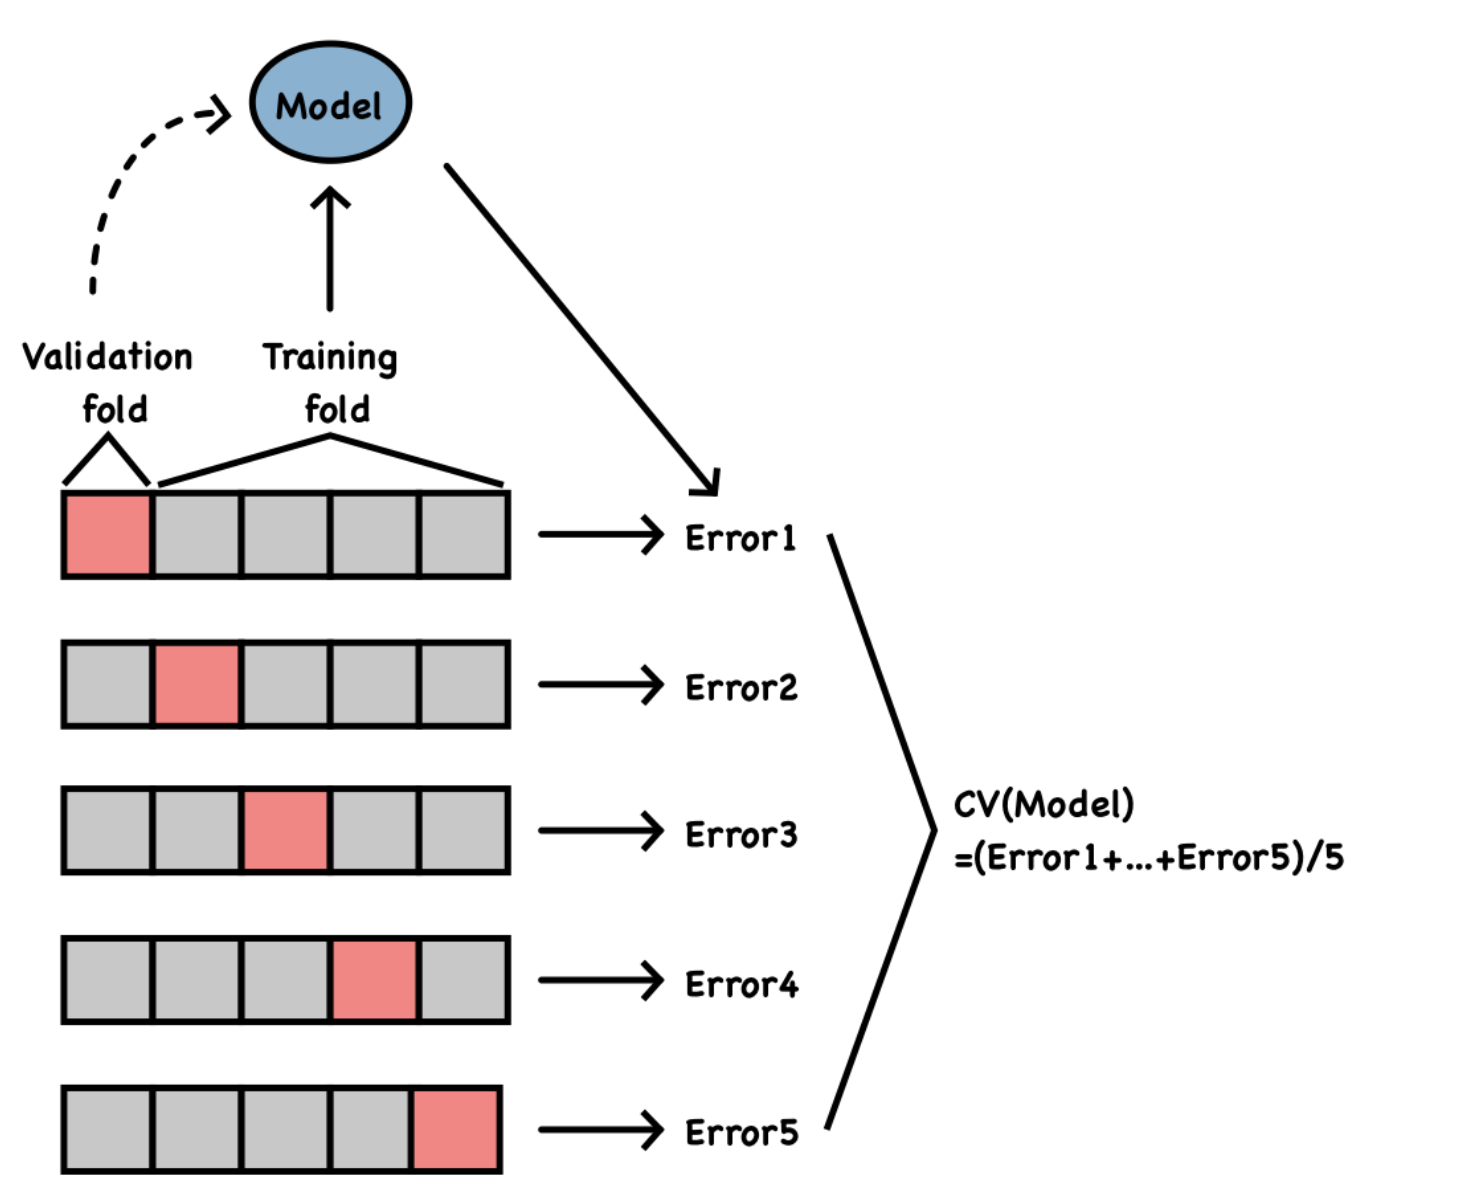 Model
Validation
fold
Training
fold
Error1
Error2
Error3
Error4
Error5
CV(Model)
=(Error1+...+Error5)/5